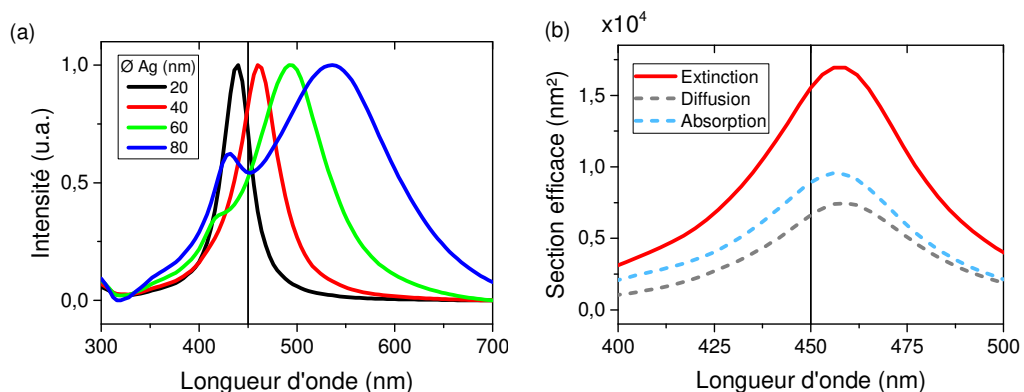 (a)
Intensité (u.a.)
1,0
0,5
0,0
Ø Ag (nm)
20
40
60
80
300 400 500 600 700
Longueur d'onde (nm)
(b)
x10⁴
Section efficace (nm²)
1.5
1.0
0.5
0,0
Extinction
Diffusion
Absorption
400 425 450 475 500
Longueur d'onde (nm)